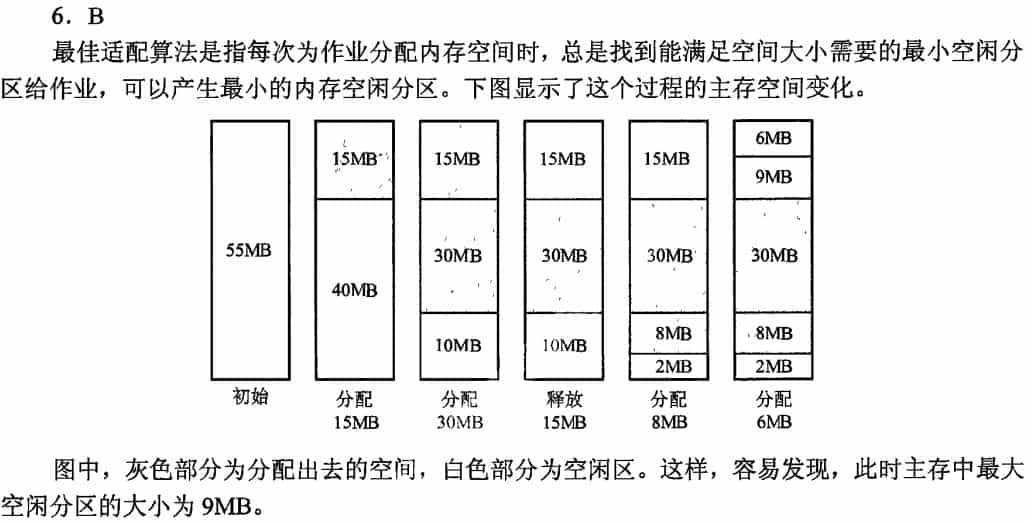 6. B
最佳适配算法是指每次为作业分配内存空间时，总是找到能满足空间大小需要的最小空闲分
区给作业，可以产生最小的内存空闲分区。下图显示了这个过程的主存空间变化。
55MB
初始
15MB
40MB
分配
15MB
15MB
30MB
10MB
分配
30MB
15MB
30MB
10MB
释放
15MB
15MB
30MB
8MB
2MB
分配
8MB
6MB
9MB
30MB
8MB
2MB
分配
6MB
图中，灰色部分为分配出去的空间，白色部分为空闲区。这样，容易发现，此时主存中最大
空闲分区的大小为 9MB。